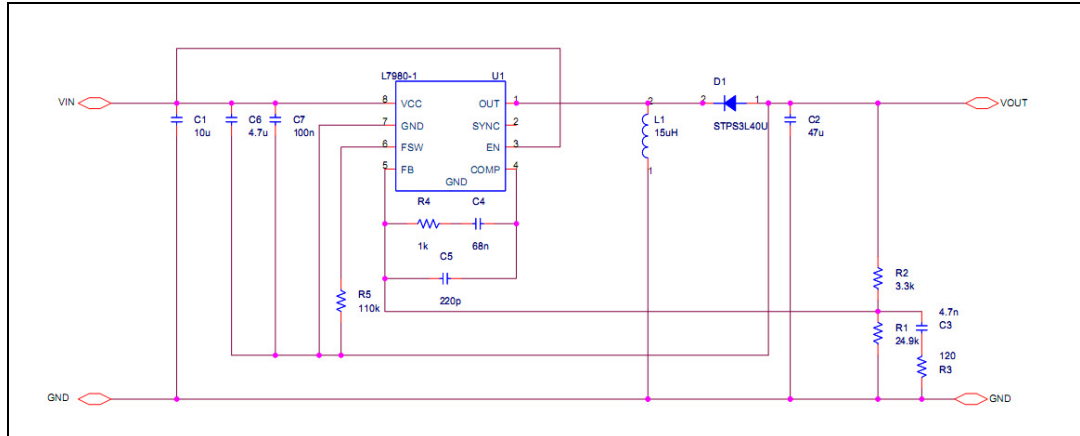 L7980-1
U1
VIN
8
VCC
OUT
1
7
GND
SYNC
2
6
FSW
EN
3
5
FB
COMP
4
GND
C1
10u
C6
4.7u
C7
100n
2
L1
15uH
1
D1
2
1
STPS3L40U
C2
47u
VOUT
R4
1k
C4
68n
C5
220p
R5
110k
R2
3.3k
R1
24.9k
4.7n
C3
120
R3
GND
GND